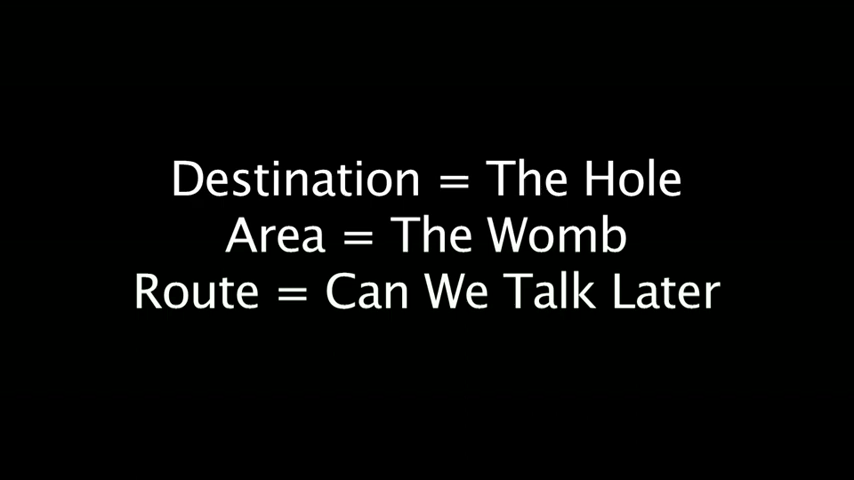 Destination = The Hole
Area = The Womb
Route = Can We Talk Later